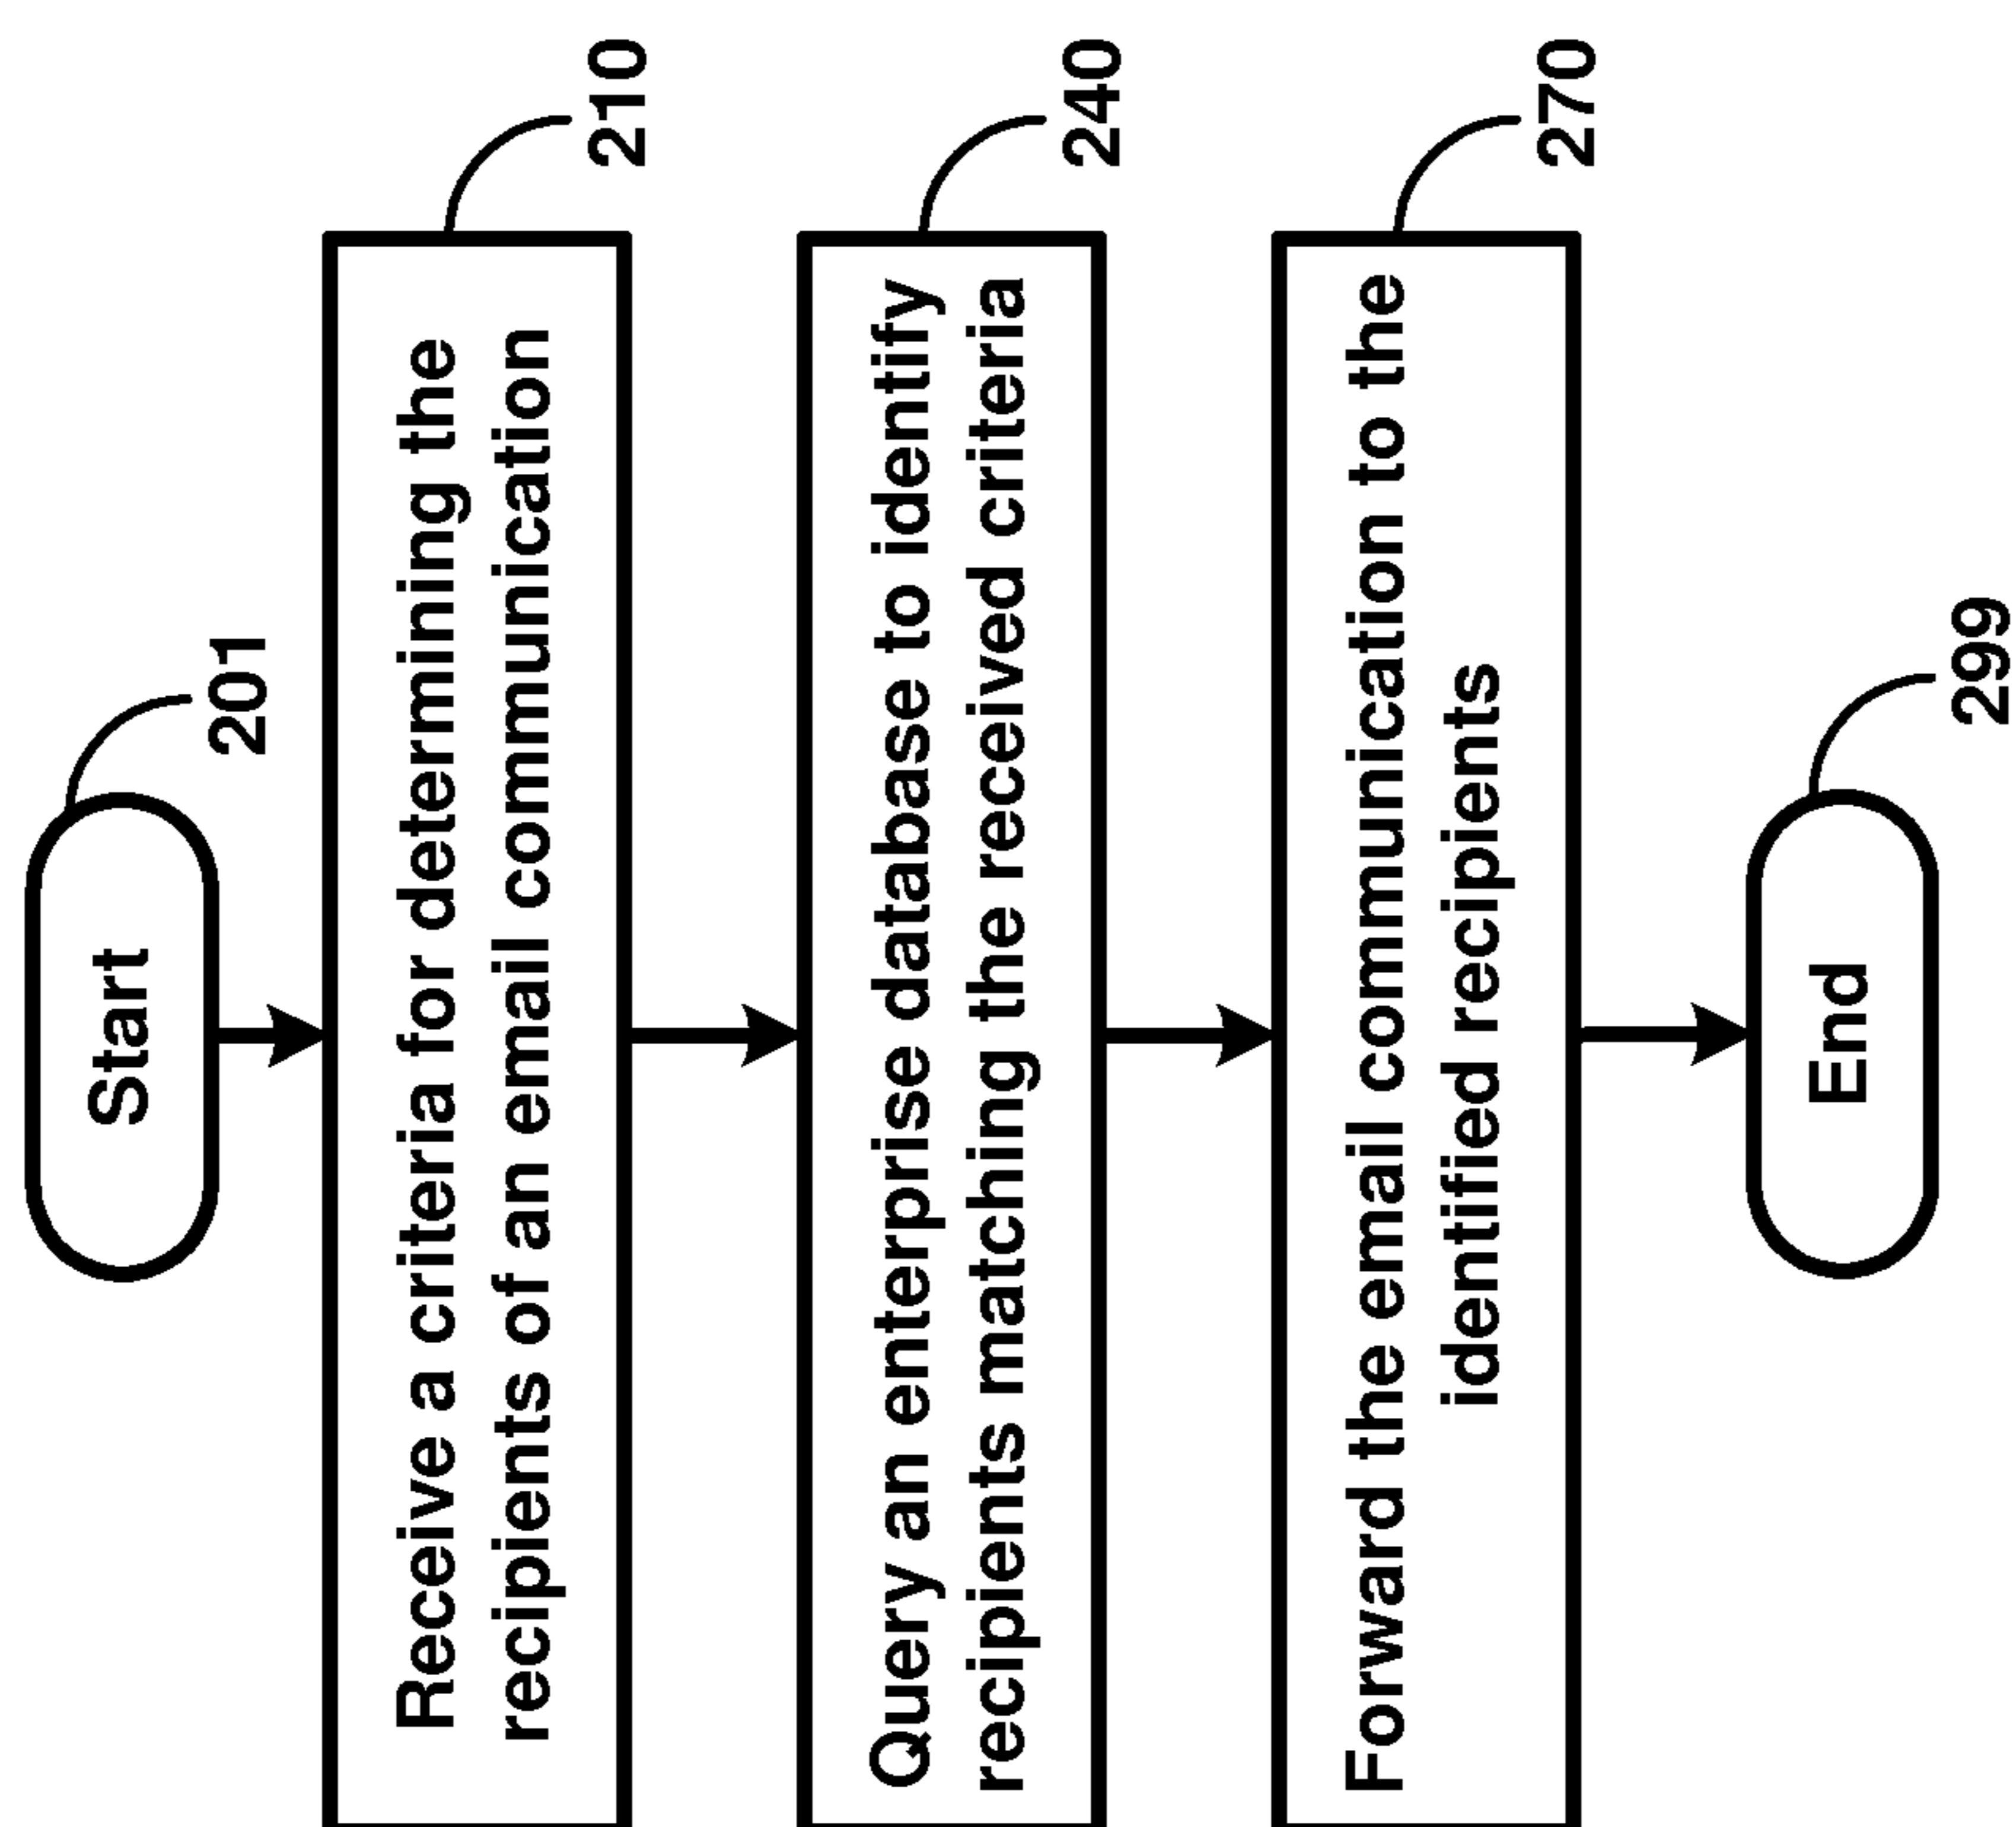 Start
201
Receive a criteria for determining the
recipients of an email communication
210
Query an enterprise database to identify
recipients matching the received criteria
240
Forward the email communication to the
identified recipients
270
End
299